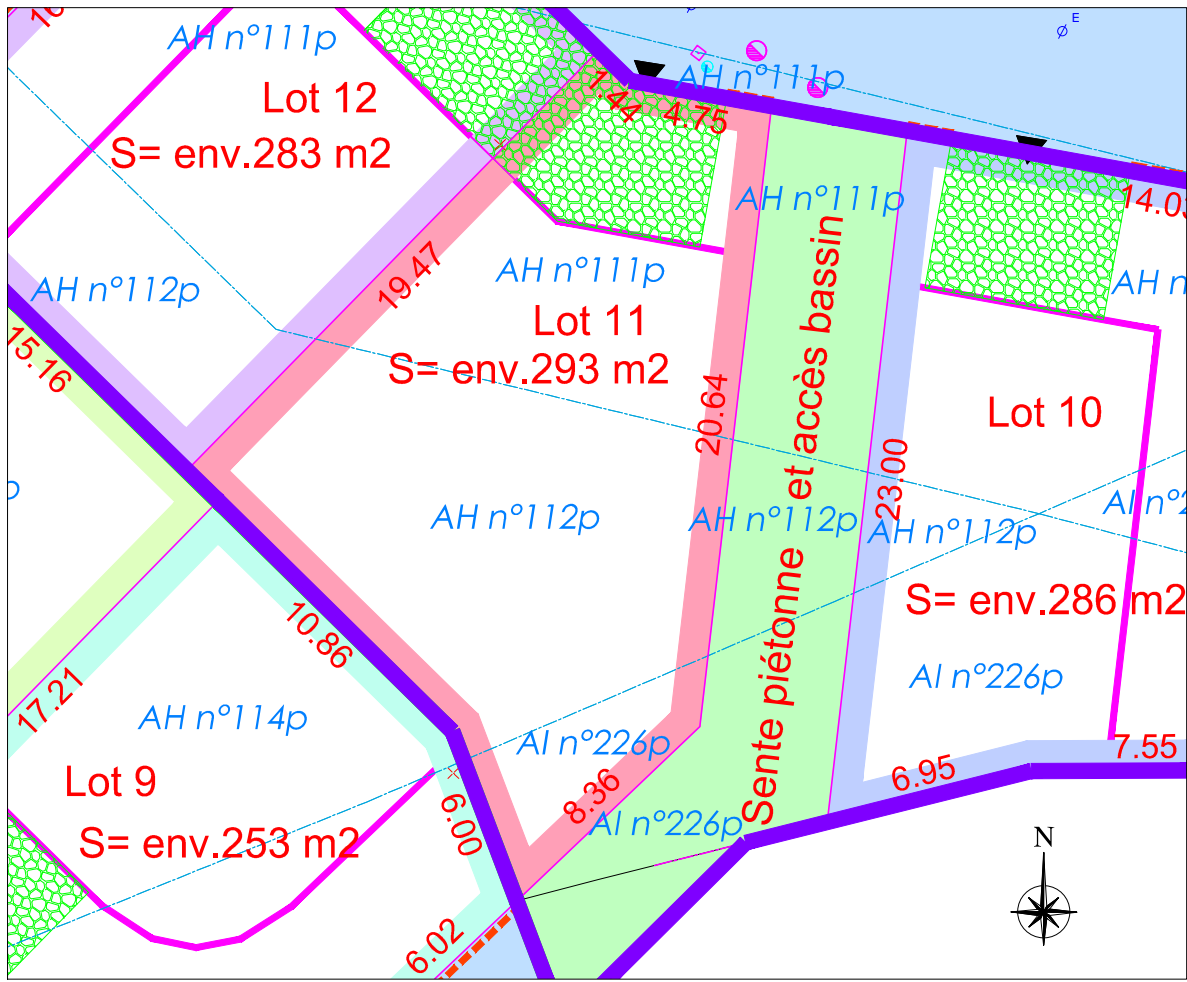 E
AH n°111p
AH n°111p
Lot 12
S= env.283 m2
1.44
4.75
AH n°111p
14.03
19.47
AH n°111p
AH n°112p
AH n
Lot 11
S= env.293 m2
15.16
20.64
Sente piétonne et accès bassin
Lot 10
23.00
p
AH n°112p
AH n°112p
AH n°112p
AI n°2
S= env.286 m2
10.86
AI n°226p
17.21
AH n°114p
AI n°226p
7.55
6.95
Lot 9
8.36
6.00
AI n°226p
S= env.253 m2
N
6.02